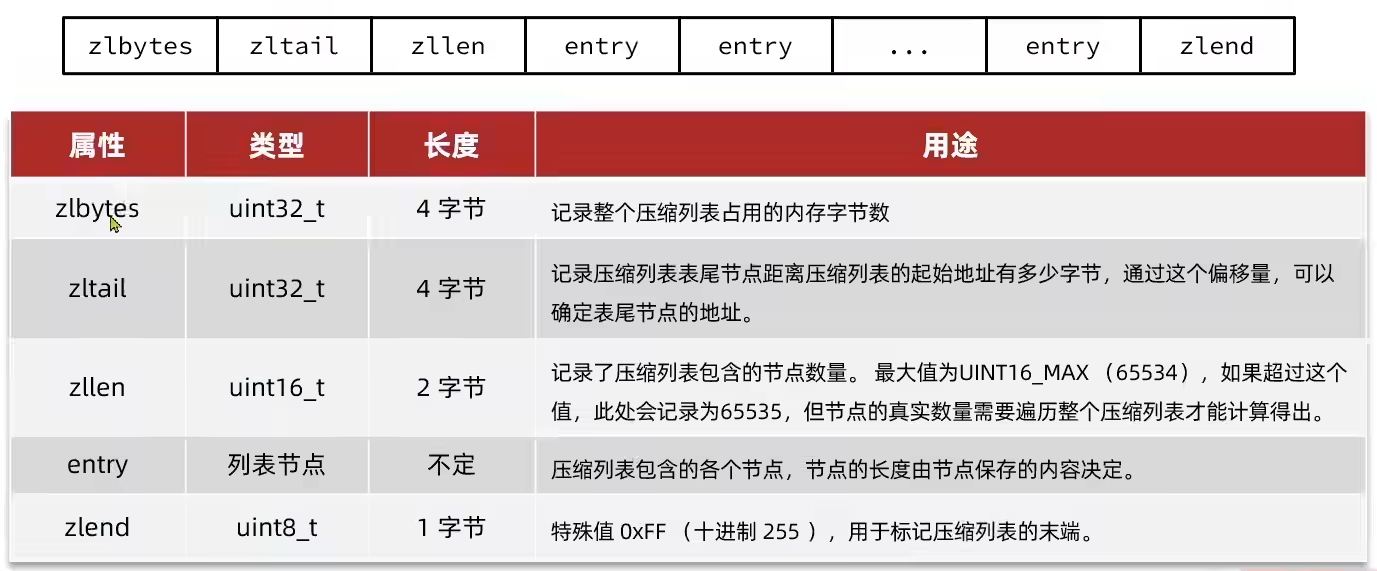 zlbytes zltail zllen entry entry ... entry zlend
属性 类型 长度 用途
zlbytes uint32_t 4 字节 记录整个压缩列表占用的内存字节数
zltail uint32_t 4 字节 记录压缩列表表尾节点距离压缩列表的起始地址有多少字节，通过这个偏移量，可以
确定表尾节点的地址。
zllen uint16_t 2 字节 记录了压缩列表包含的节点数量。 最大值为UINT16_MAX （65534），如果超过这个
值，此处会记录为65535，但节点的真实数量需要遍历整个压缩列表才能计算得出。
entry 列表节点 不定 压缩列表包含的各个节点，节点的长度由节点保存的内容决定。
zlend uint8_t 1 字节 特殊值 0xFF （十进制 255 ），用于标记压缩列表的末端。